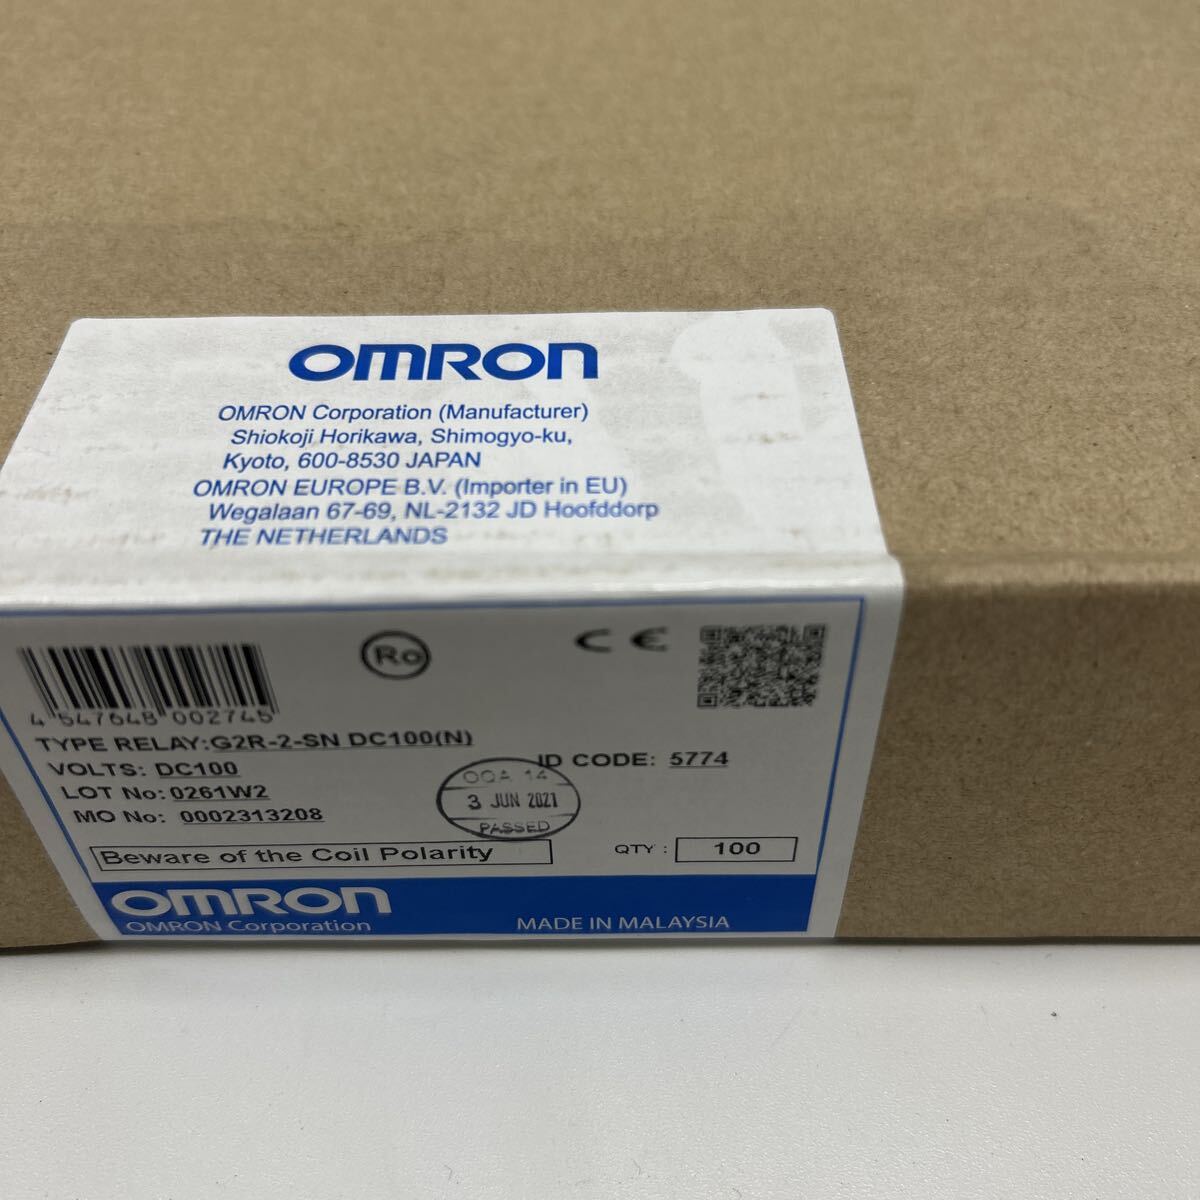 OMRON
OMRON Corporation (Manufacturer)
Shiokoji Horikawa, Shimogyo-ku,
Kyoto, 600-8530 JAPAN
OMRON EUROPE B.V. (Importer in EU)
Wegalaan 67-69, NL-2132 JD Hoofddorp
THE NETHERLANDS
Ro CE
4 547648 002745
TYPE RELAY:G2R-2-SN DC100(N)
VOLTS: DC100
ID CODE: 5774
LOT No:0261W2
MO No: 0002313208
OQA 14
3 JUN 2021
PASSED
Beware of the Coil Polarity
QTY : 100
OMRON
OMRON Corporation
MADE IN MALAYSIA